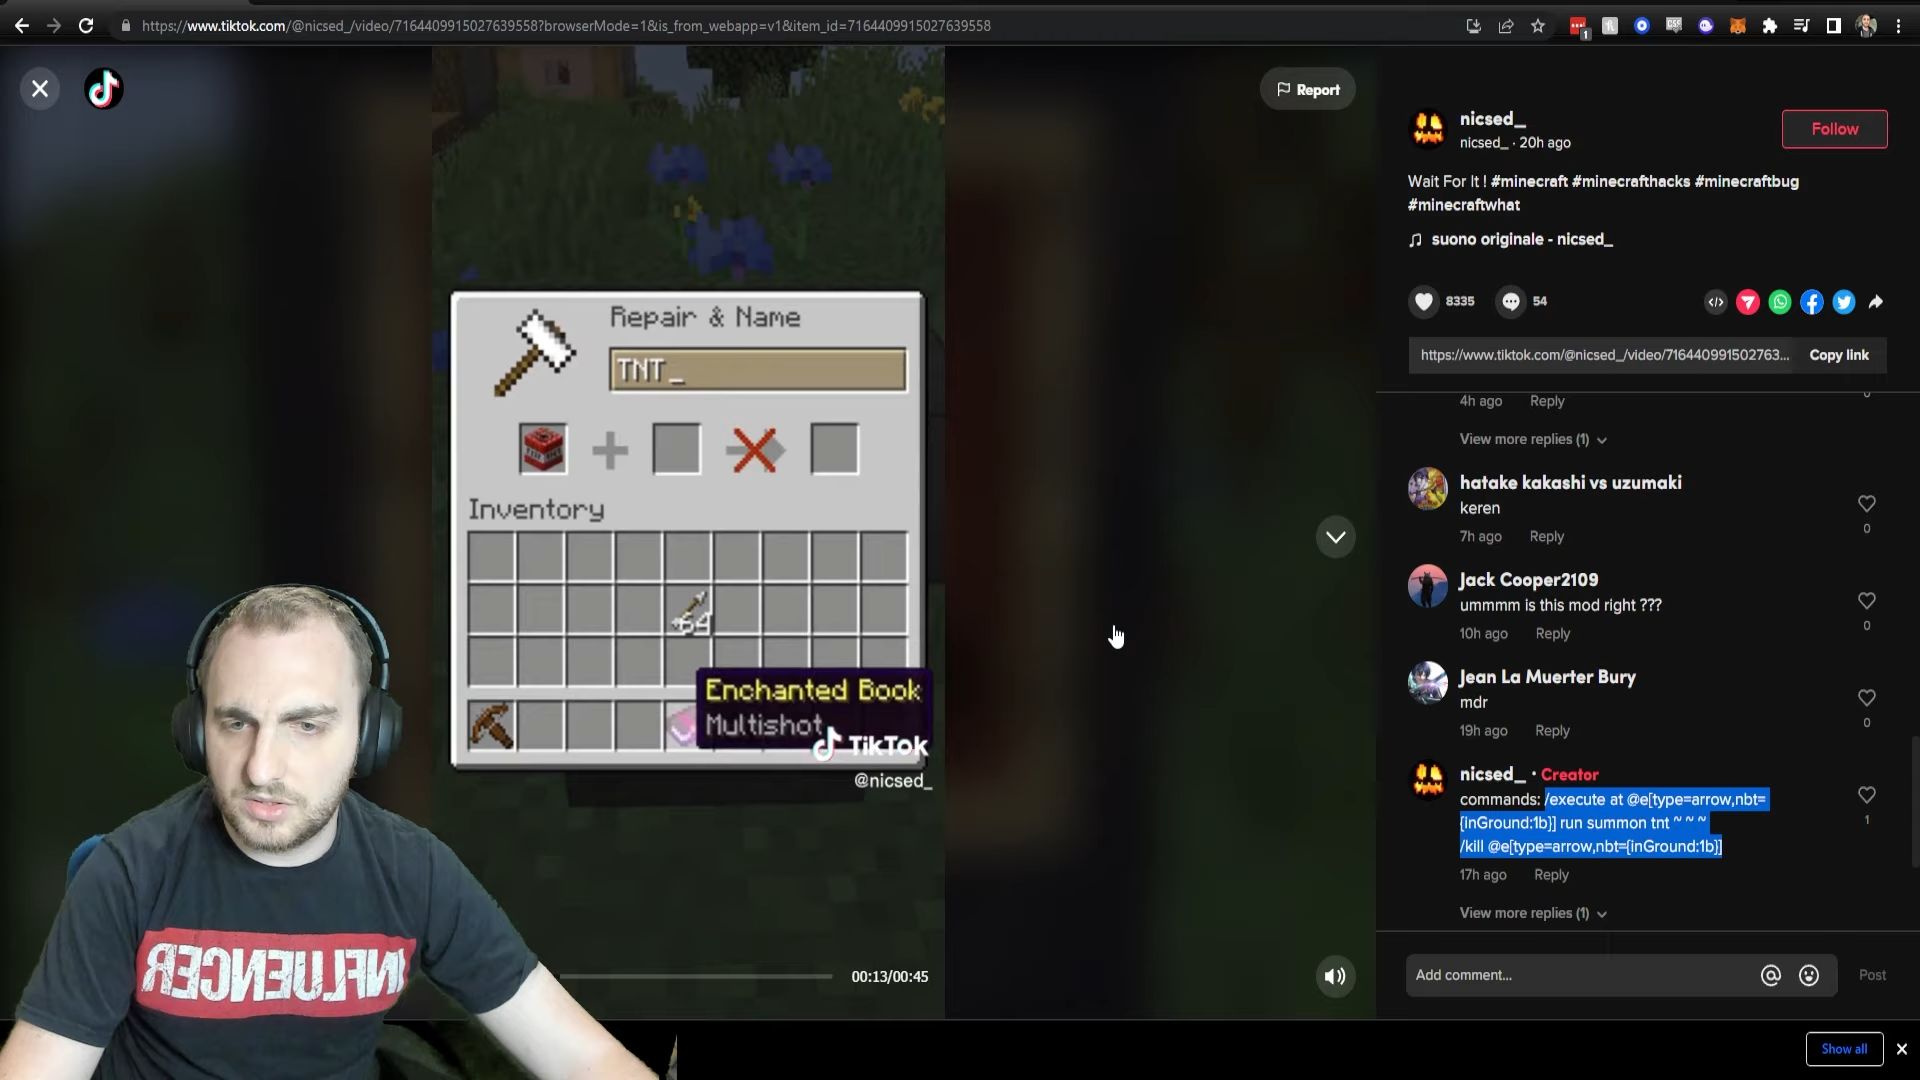 https://www.tiktok.com/@nicsed_/video/7164409915027639558?browserMode=1&is_from_webapp=v1&item_id=7164409915027639558
1
Report
nicsed_
nicsed_ · 20h ago
Follow
Wait For It ! #minecraft #minecrafthacks #minecraftbug
#minecraftwhat
suono originale - nicsed_
8335
54
https://www.tiktok.com/@nicsed_/video/716440991502763...
Copy link
Repair & Name
TNT_
Inventory
64
Enchanted Book
Multishot
TikTok
@nicsed_
00:13/00:45
INFLUENCER
4h ago Reply
0
View more replies (1)
hatake kakashi vs uzumaki
keren
7h ago Reply
0
Jack Cooper2109
ummmm is this mod right ???
10h ago Reply
0
Jean La Muerter Bury
mdr
19h ago Reply
0
nicsed_ · Creator
commands: /execute at @e[type=arrow,nbt=
{inGround:1b}] run summon tnt ~ ~ ~
/kill @e[type=arrow,nbt={inGround:1b}]
1
17h ago Reply
View more replies (1)
Add comment...
Post
Show all